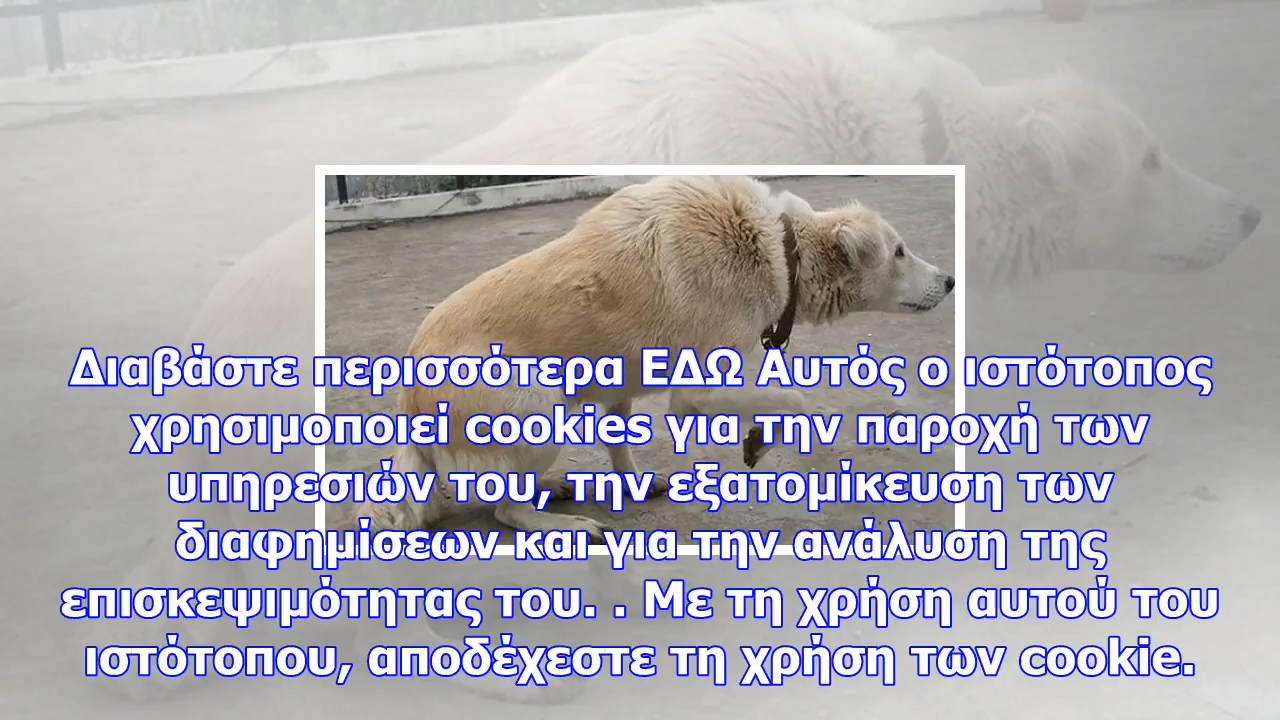 Διαβάστε περισσότερα ΕΔΩ Αυτός ο ιστότοπος
χρησιμοποιεί cookies για την παροχή των
υπηρεσιών του, την εξατομίκευση των
διαφημίσεων και για την ανάλυση της
επισκεψιμότητας του. . Με τη χρήση αυτού του
ιστότοπου, αποδέχεστε τη χρήση των cookie.